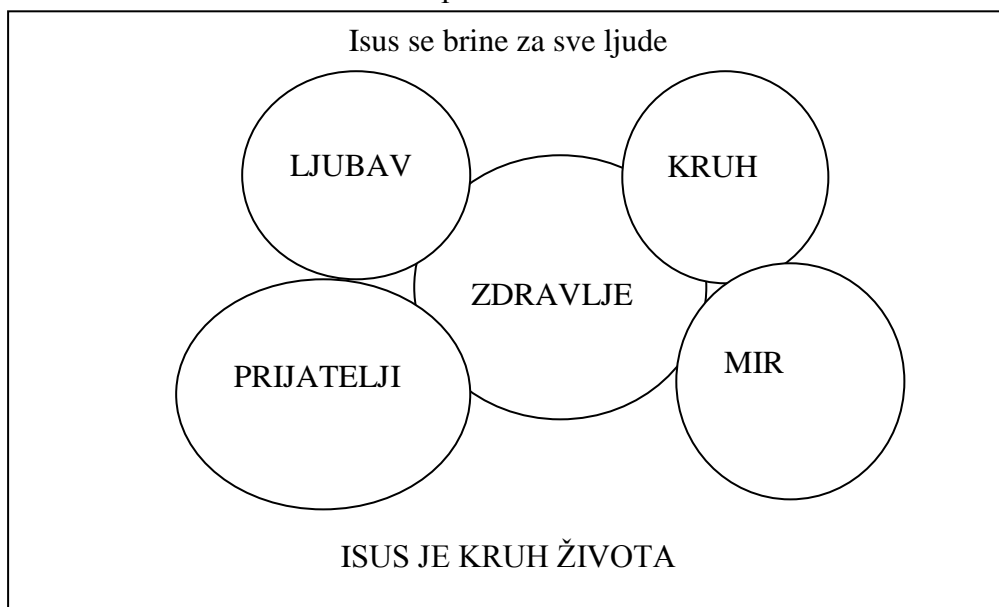 Isus se brine za sve ljude
LJUBAV
KRUH
ZDRAVLJE
PRIJATELJI
MIR
ISUS JE KRUH ŽIVOTA